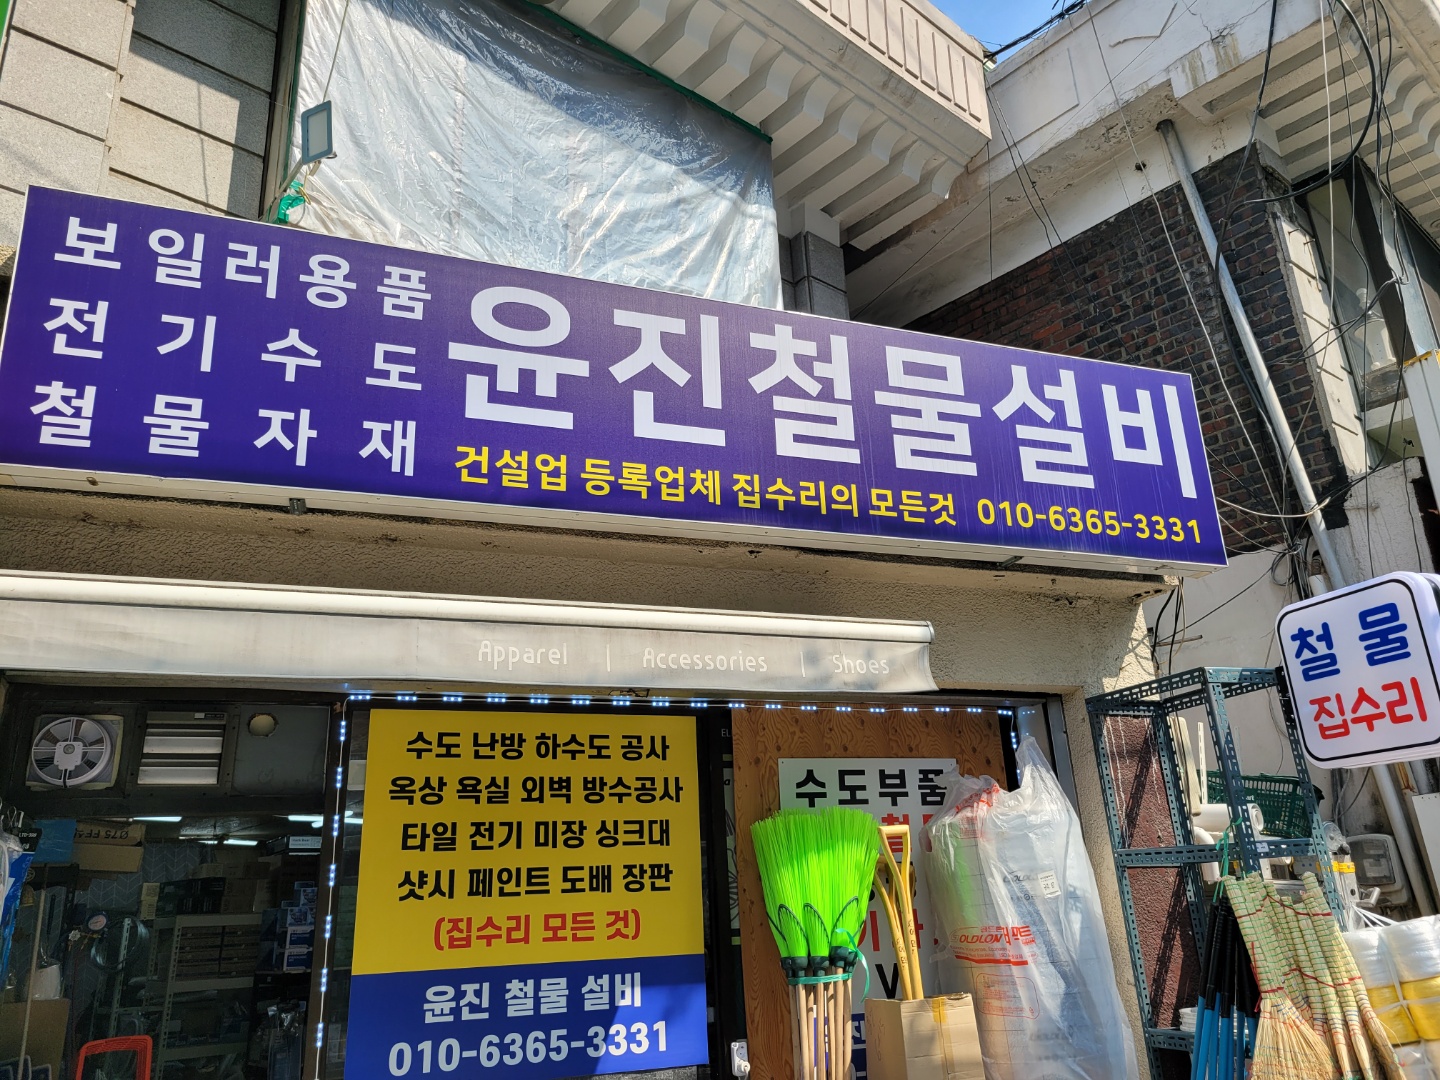 보일러용품
전기수도
철물자재
윤진철물설비
건설업 등록업체 집수리의 모든것 010-6365-3331
Apparel | Accessories | Shoes
철물
집수리
수도 난방 하수도 공사
옥상 욕실 외벽 방수공사
타일 전기 미장 싱크대
샷시 페인트 도배 장판
(집수리 모든 것)
윤진 철물 설비
010-6365-3331
수도부품